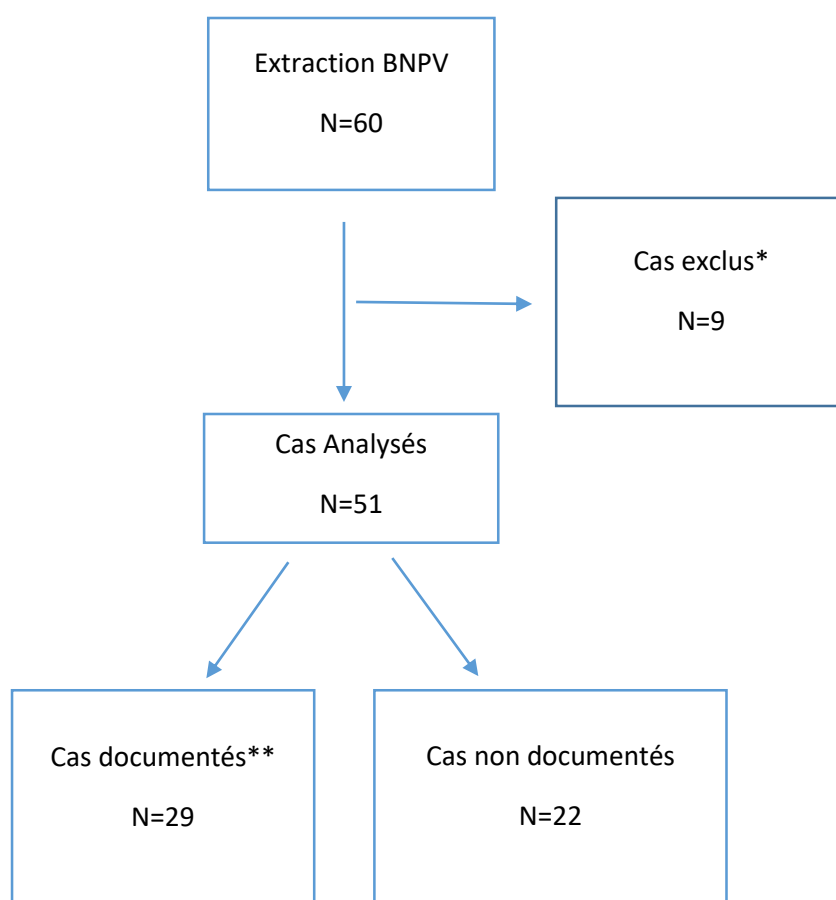 Extraction BNPV
N=60
Cas exclus*
N=9
Cas Analysés
N=51
Cas documentés**
N=29
Cas non documentés
N=22